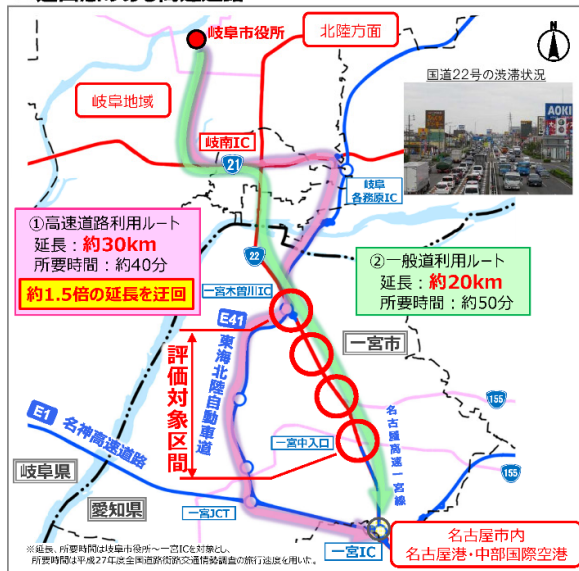 岐阜市役所
北陸方面
国道22号の渋滞状況
AOKI
岐阜地域
岐南IC
21
岐阜
各務原IC
①高速道路利用ルート
延長：約30km
所要時間：約40分
約1.5倍の延長を迂回
22
②一般道利用ルート
延長：約20km
所要時間：約50分
一宮木曽川IC
E41
東海北陸自動車道
評価対象区間
一宮市
155
E1
名神高速道路
一宮中入口
名古屋高速一宮線
155
岐阜県
愛知県
一宮JCT
一宮IC
名古屋市内
名古屋港・中部国際空港
※延長、所要時間は岐阜市役所～一宮ICを対象とし、
所要時間は平成27年度全国道路街路交通情勢調査の旅行速度を用いた。